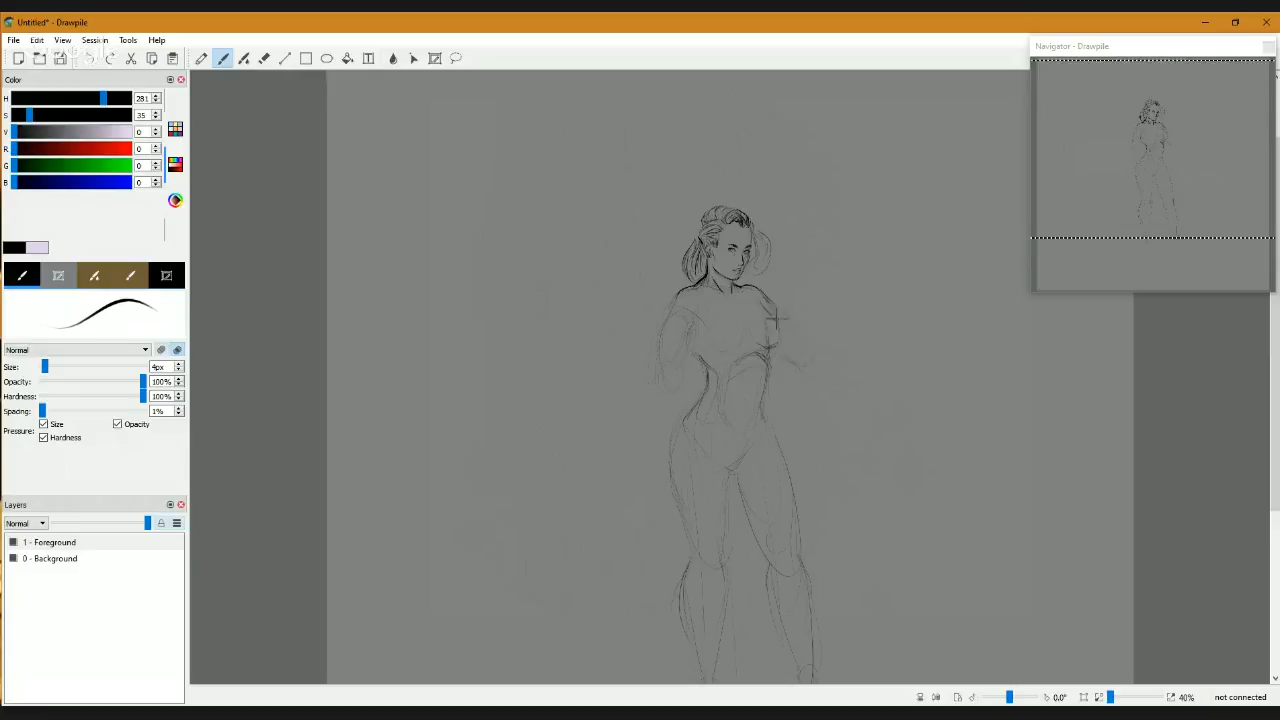 Untitled* - Drawpile
File Edit View Session Tools Help
Navigator - Drawpile
Color
H 281
S 35
V 0
R 0
G 0
B 0
Normal
Size: 4px
Opacity: 100%
Hardness: 100%
Spacing: 1%
Pressure: Size Opacity
Hardness
Layers
Normal
1 - Foreground
0 - Background
0.0° 40% not connected